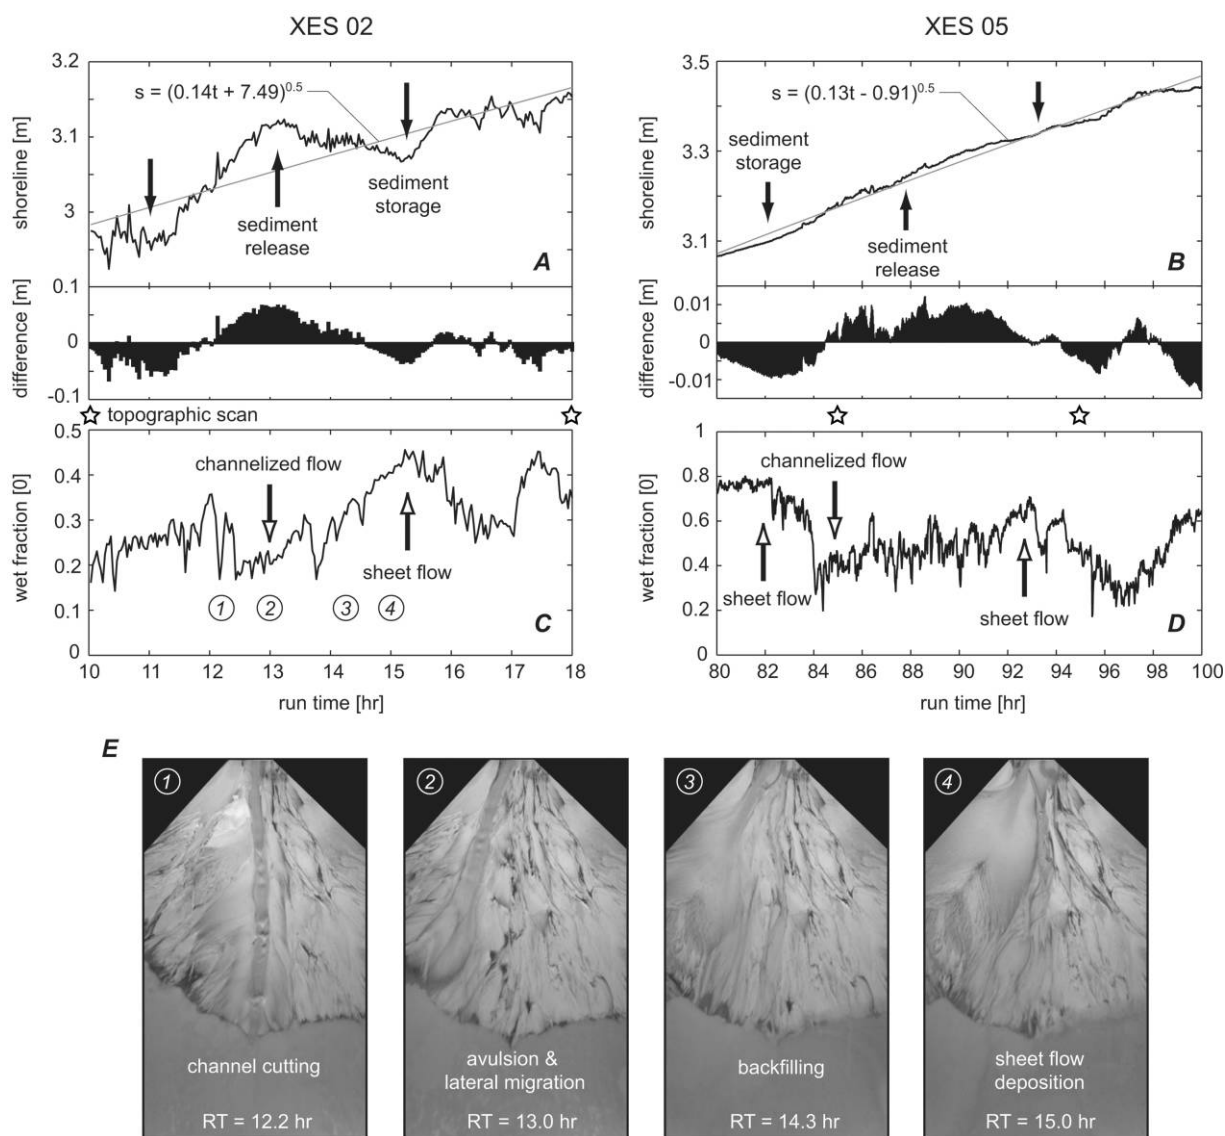 XES 02
XES 05
3.2
3.1
3
shoreline [m]
s = (0.14t + 7.49)^0.5
sediment
release
sediment
storage
A
3.5
3.3
3.1
shoreline [m]
s = (0.13t - 0.91)^0.5
sediment
storage
sediment
release
B
0.1
0
-0.1
difference [m]
0.01
0
-0.01
difference [m]
topographic scan
0.5
0.4
0.3
0.2
0.1
0
wet fraction [0]
channelized flow
sheet flow
1
2
3
4
C
10
11
12
13
14
15
16
17
18
run time [hr]
1
0.8
0.6
0.4
0.2
0
wet fraction [0]
channelized flow
sheet flow
sheet flow
D
80
82
84
86
88
90
92
94
96
98
100
run time [hr]
E
1
channel cutting
RT = 12.2 hr
2
avulsion &
lateral migration
RT = 13.0 hr
3
backfilling
RT = 14.3 hr
4
sheet flow
deposition
RT = 15.0 hr